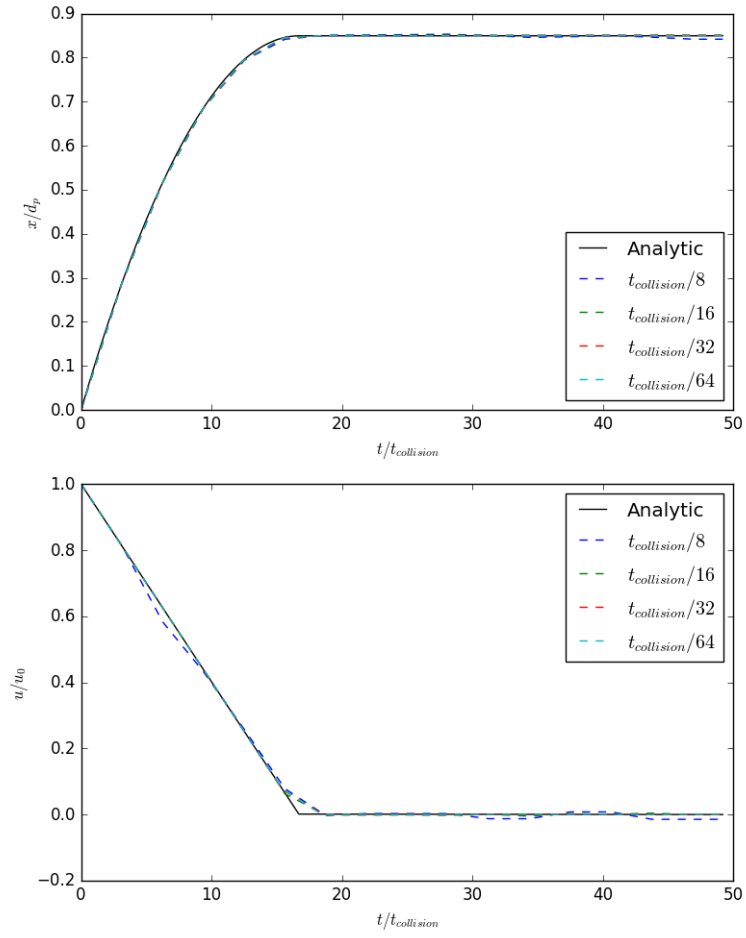 0.9
0.8
0.7
0.6
0.5
0.4
0.3
0.2
0.1
0.0
x/d_p
Analytic
t_collision/8
t_collision/16
t_collision/32
t_collision/64
0 10 20 30 40 50
t/t_collision
1.0
0.8
0.6
0.4
0.2
0.0
−0.2
u/u_0
Analytic
t_collision/8
t_collision/16
t_collision/32
t_collision/64
0 10 20 30 40 50
t/t_collision